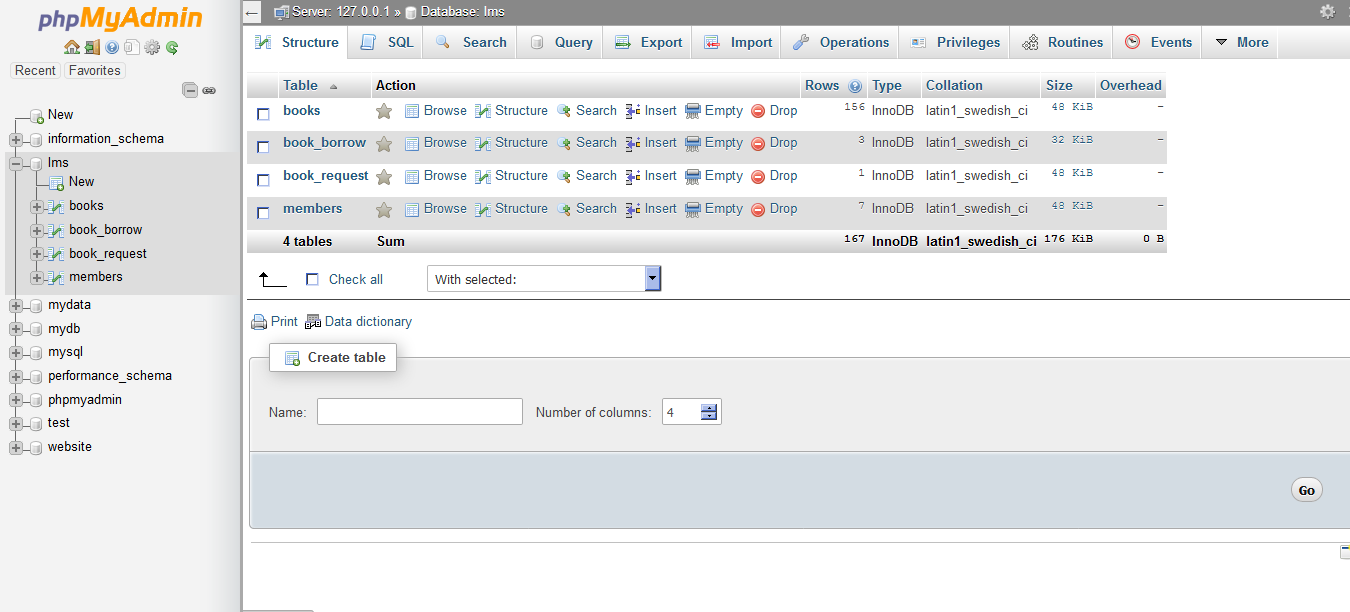 phpMyAdmin
Recent Favorites
New
information_schema
lms
New
books
book_borrow
book_request
members
mydata
mydb
mysql
performance_schema
phpmyadmin
test
website
Server: 127.0.0.1 » Database: lms
Structure SQL Search Query Export Import Operations Privileges Routines Events More
Table Action Rows Type Collation Size Overhead
books Browse Structure Search Insert Empty Drop 156 InnoDB latin1_swedish_ci 48 KiB -
book_borrow Browse Structure Search Insert Empty Drop 3 InnoDB latin1_swedish_ci 32 KiB -
book_request Browse Structure Search Insert Empty Drop 1 InnoDB latin1_swedish_ci 48 KiB -
members Browse Structure Search Insert Empty Drop 7 InnoDB latin1_swedish_ci 48 KiB -
4 tables Sum 167 InnoDB latin1_swedish_ci 176 KiB 0 B
Check all With selected:
Print Data dictionary
Create table
Name: Number of columns: 4
Go